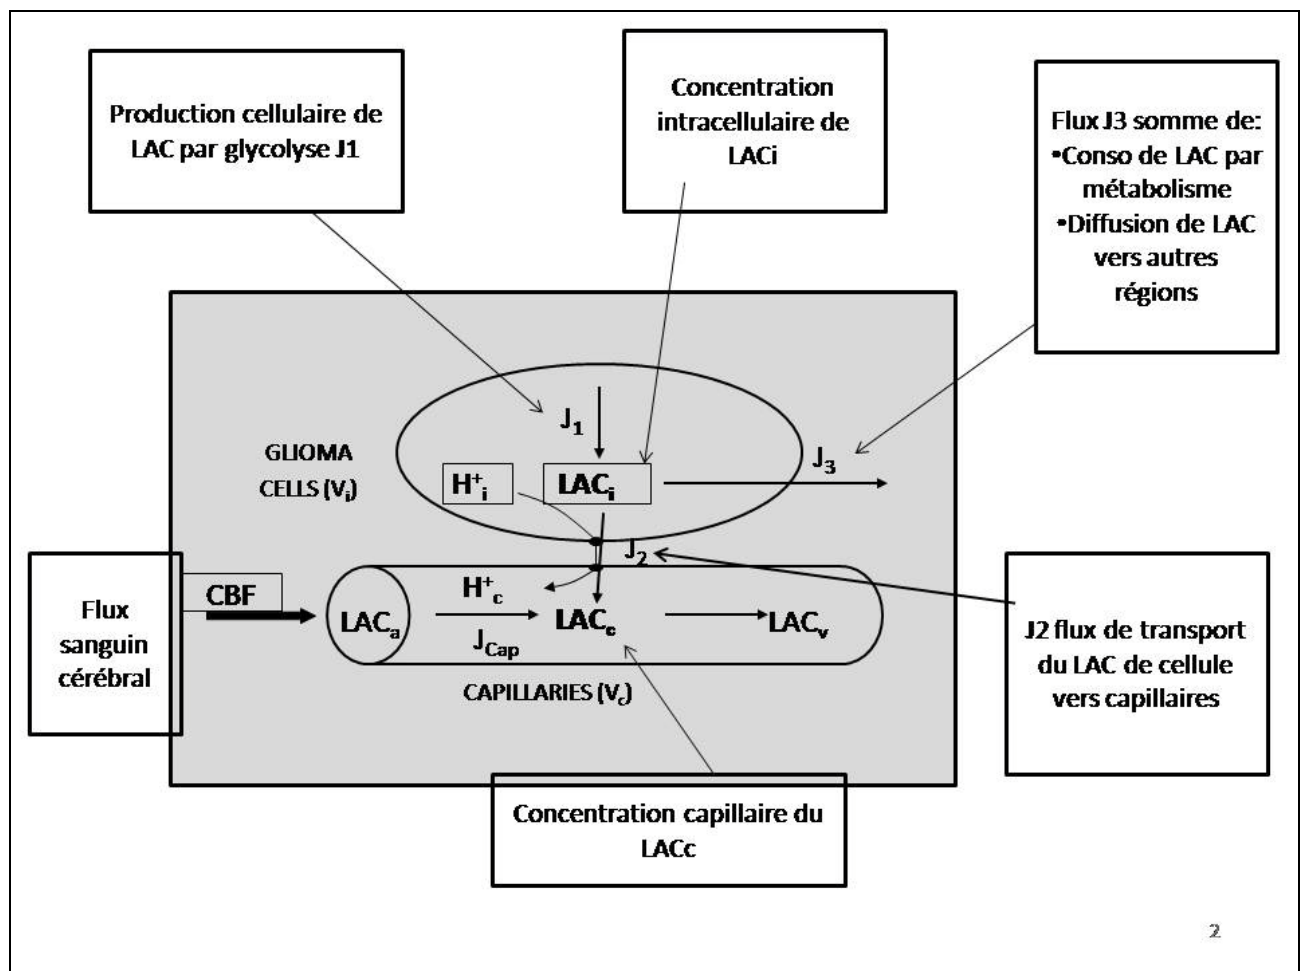 Production cellulaire de
LAC par glycolyse J1
Concentration
intracellulaire de
LACi
Flux J3 somme de:
•Conso de LAC par
métabolisme
•Diffusion de LAC
vers autres
régions
GLIOMA
CELLS (Vi)
J1
H+i
LACi
J3
J2
Flux
sanguin
cérébral
CBF
LACa
H+c
JCap
LACc
LACv
CAPILLARIES (Vc)
J2 flux de transport
du LAC de cellule
vers capillaires
Concentration capillaire du
LACc
2